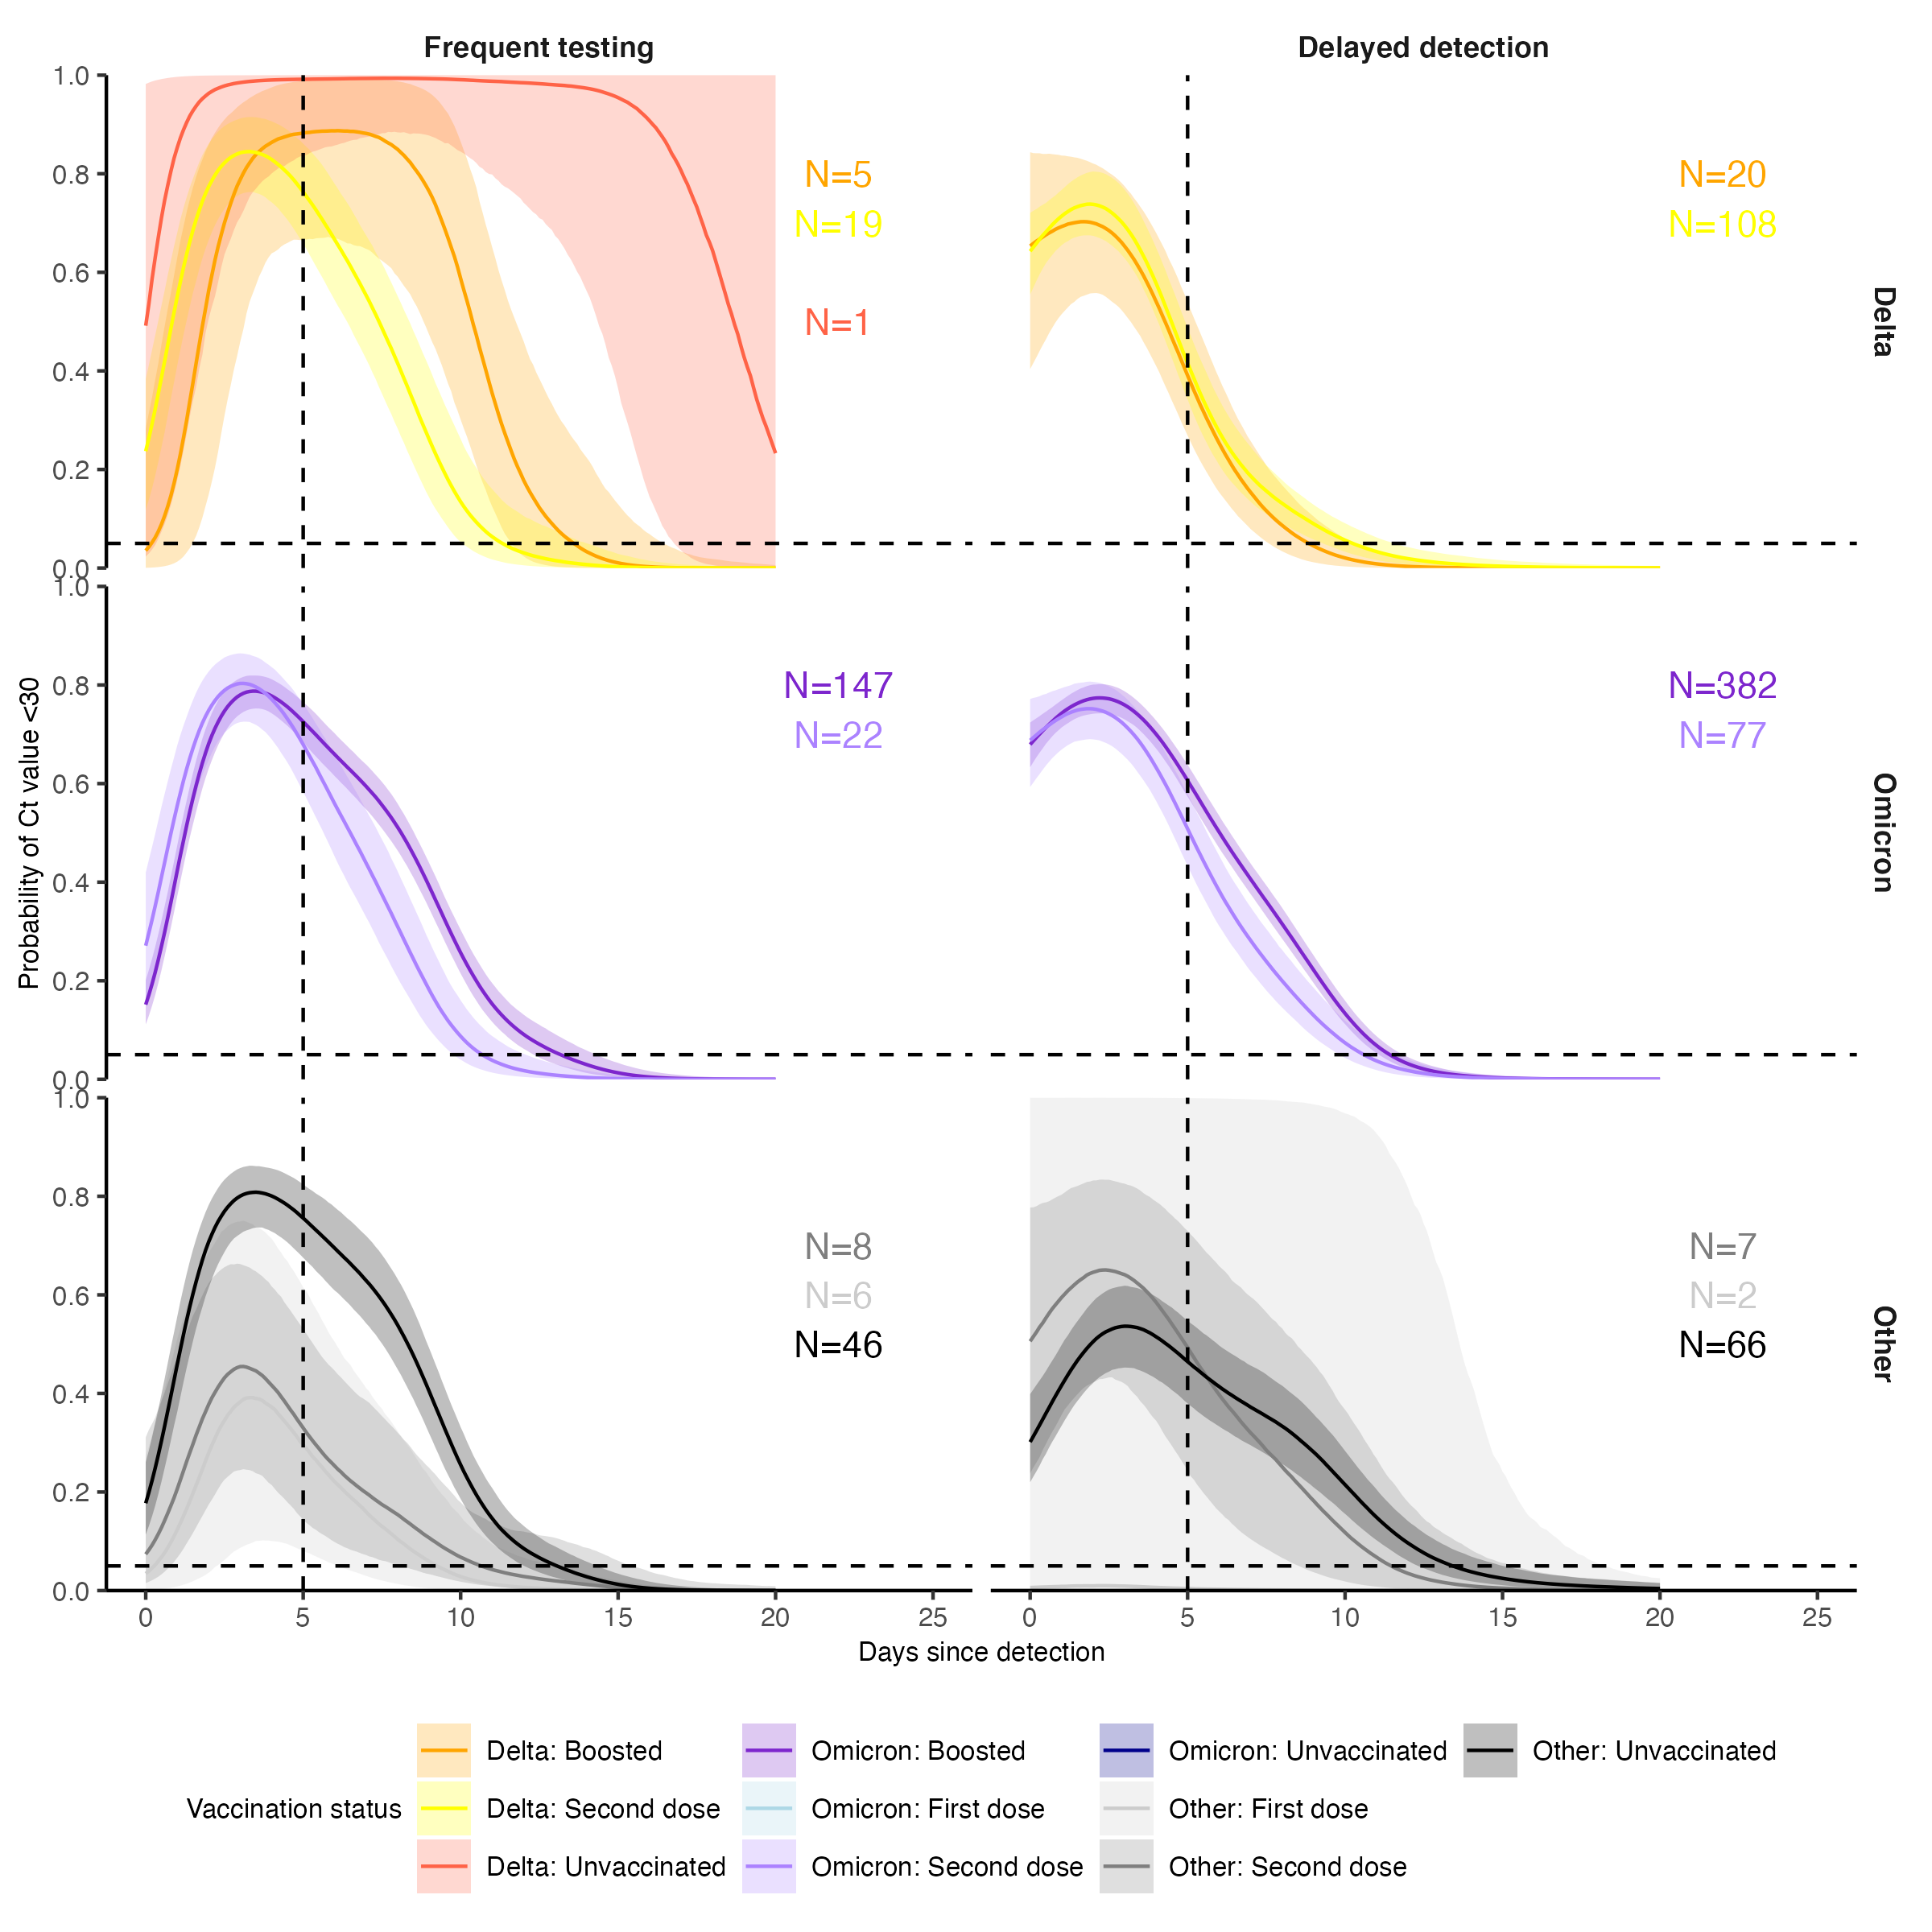 Frequent testing
Delayed detection
1.0
0.8
0.6
0.4
0.2
0.0
N=5
N=19
N=1
N=20
N=108
Delta
1.0
0.8
0.6
0.4
0.2
0.0
N=147
N=22
N=382
N=77
Omicron
Probability of Ct value <30
1.0
0.8
0.6
0.4
0.2
0.0
N=8
N=6
N=46
N=7
N=2
N=66
Other
0 5 10 15 20 25
0 5 10 15 20 25
Days since detection
Vaccination status
Delta: Boosted
Delta: Second dose
Delta: Unvaccinated
Omicron: Boosted
Omicron: First dose
Omicron: Second dose
Omicron: Unvaccinated
Other: First dose
Other: Second dose
Other: Unvaccinated